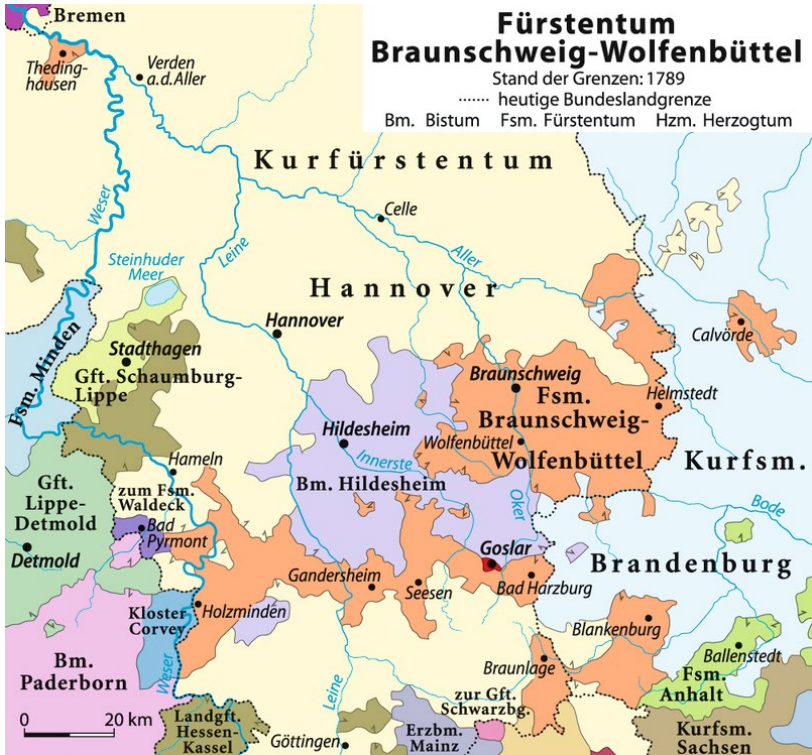 Fürstentum
Braunschweig-Wolfenbüttel
Stand der Grenzen: 1789
heutige Bundeslandgrenze
Bm. Bistum Fsm. Fürstentum Hzm. Herzogtum
Bremen
Theding-
hausen
Verden
a.d. Aller
Weser
Kurfürstentum
Celle
Leine
Aller
Steinhuder
Meer
Hannover
Hannover
Calvörde
Fsm. Minden
Stadthagen
Gft. Schaumburg-
Lippe
Braunschweig
Fsm.
Braunschweig-
Wolfenbüttel
Helmstedt
Hildesheim
Wolfenbüttel
Innerste
Bm. Hildesheim
Oker
Kurfsm.
Brandenburg
Bode
Hameln
Gft.
Lippe-
Detmold
zum Fsm.
Waldeck
Bad
Pyrmont
Detmold
Goslar
Gandersheim
Seesen
Bad Harzburg
Kloster
Corvey
Holzminden
Blankenburg
Bm.
Paderborn
Weser
Braunlage
Ballenstedt
Fsm.
Anhalt
Leine
zur Gft.
Schwarzbg.
0 20 km
Landgft.
Hessen-
Kassel
Göttingen
Erzbm.
Mainz
Kurfsm.
Sachsen